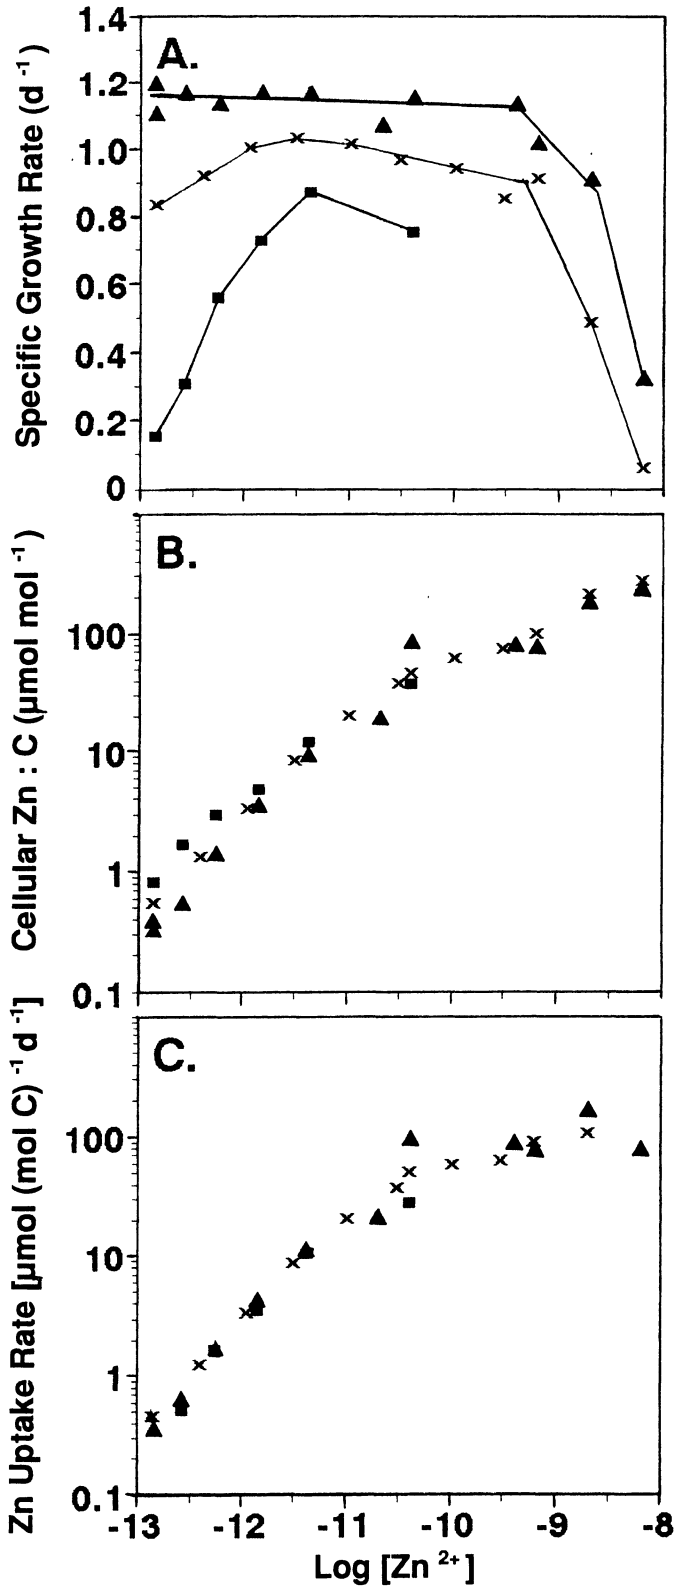 A.
1.4
1.2
1.0
0.8
0.6
0.4
0.2
0
Specific Growth Rate (d⁻¹)
B.
100
10
1
0.1
Cellular Zn : C (μmol mol⁻¹)
C.
100
10
1
0.1
Zn Uptake Rate [μmol (mol C)⁻¹ d⁻¹]
-13 -12 -11 -10 -9 -8
Log [Zn²⁺]